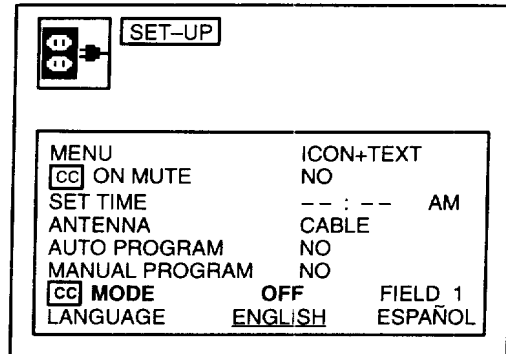 SET–UP
MENU ICON+TEXT
CC ON MUTE NO
SET TIME – – : – – AM
ANTENNA CABLE
AUTO PROGRAM NO
MANUAL PROGRAM NO
CC MODE OFF FIELD 1
LANGUAGE ENGLISH ESPAÑOL